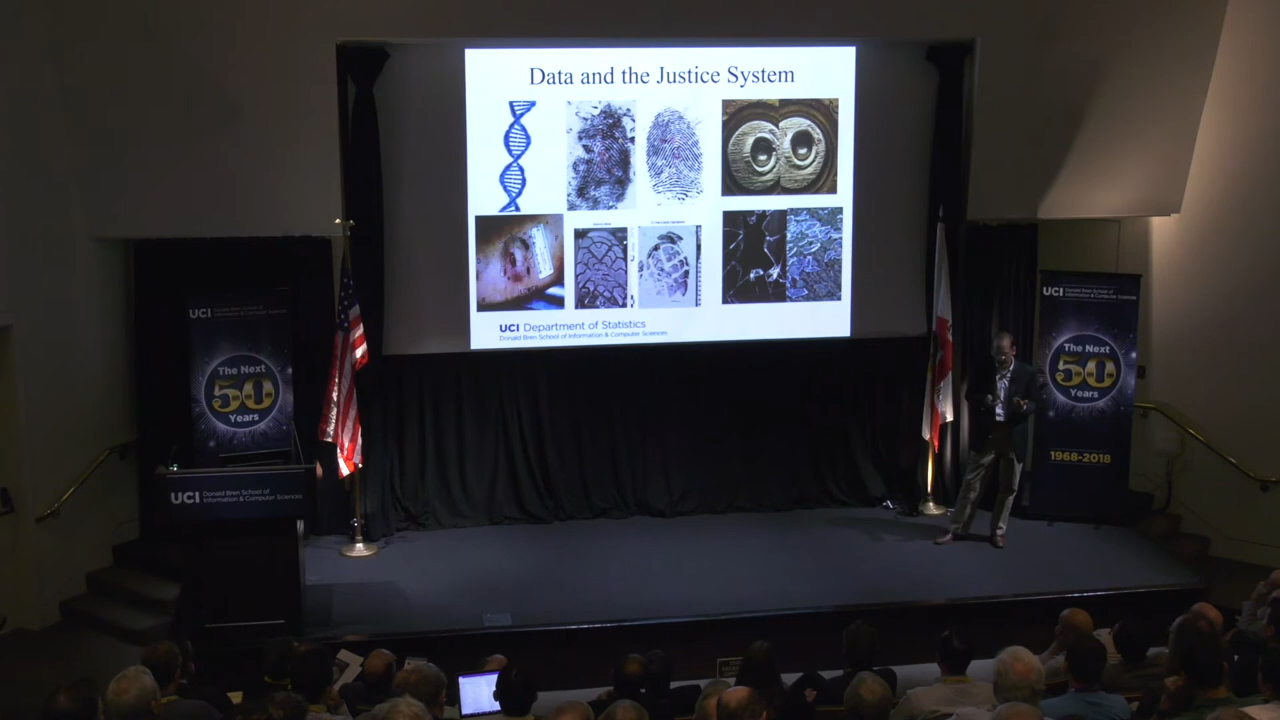 Data and the Justice System
UCI Department of Statistics
Donald Bren School of Information & Computer Sciences
UCI Donald Bren School of
Information & Computer Sciences
The Next
50
Years
UCI Donald Bren School of
Information & Computer Sciences
UCI Donald Bren School of
Information & Computer Sciences
The Next
50
Years
1968-2018